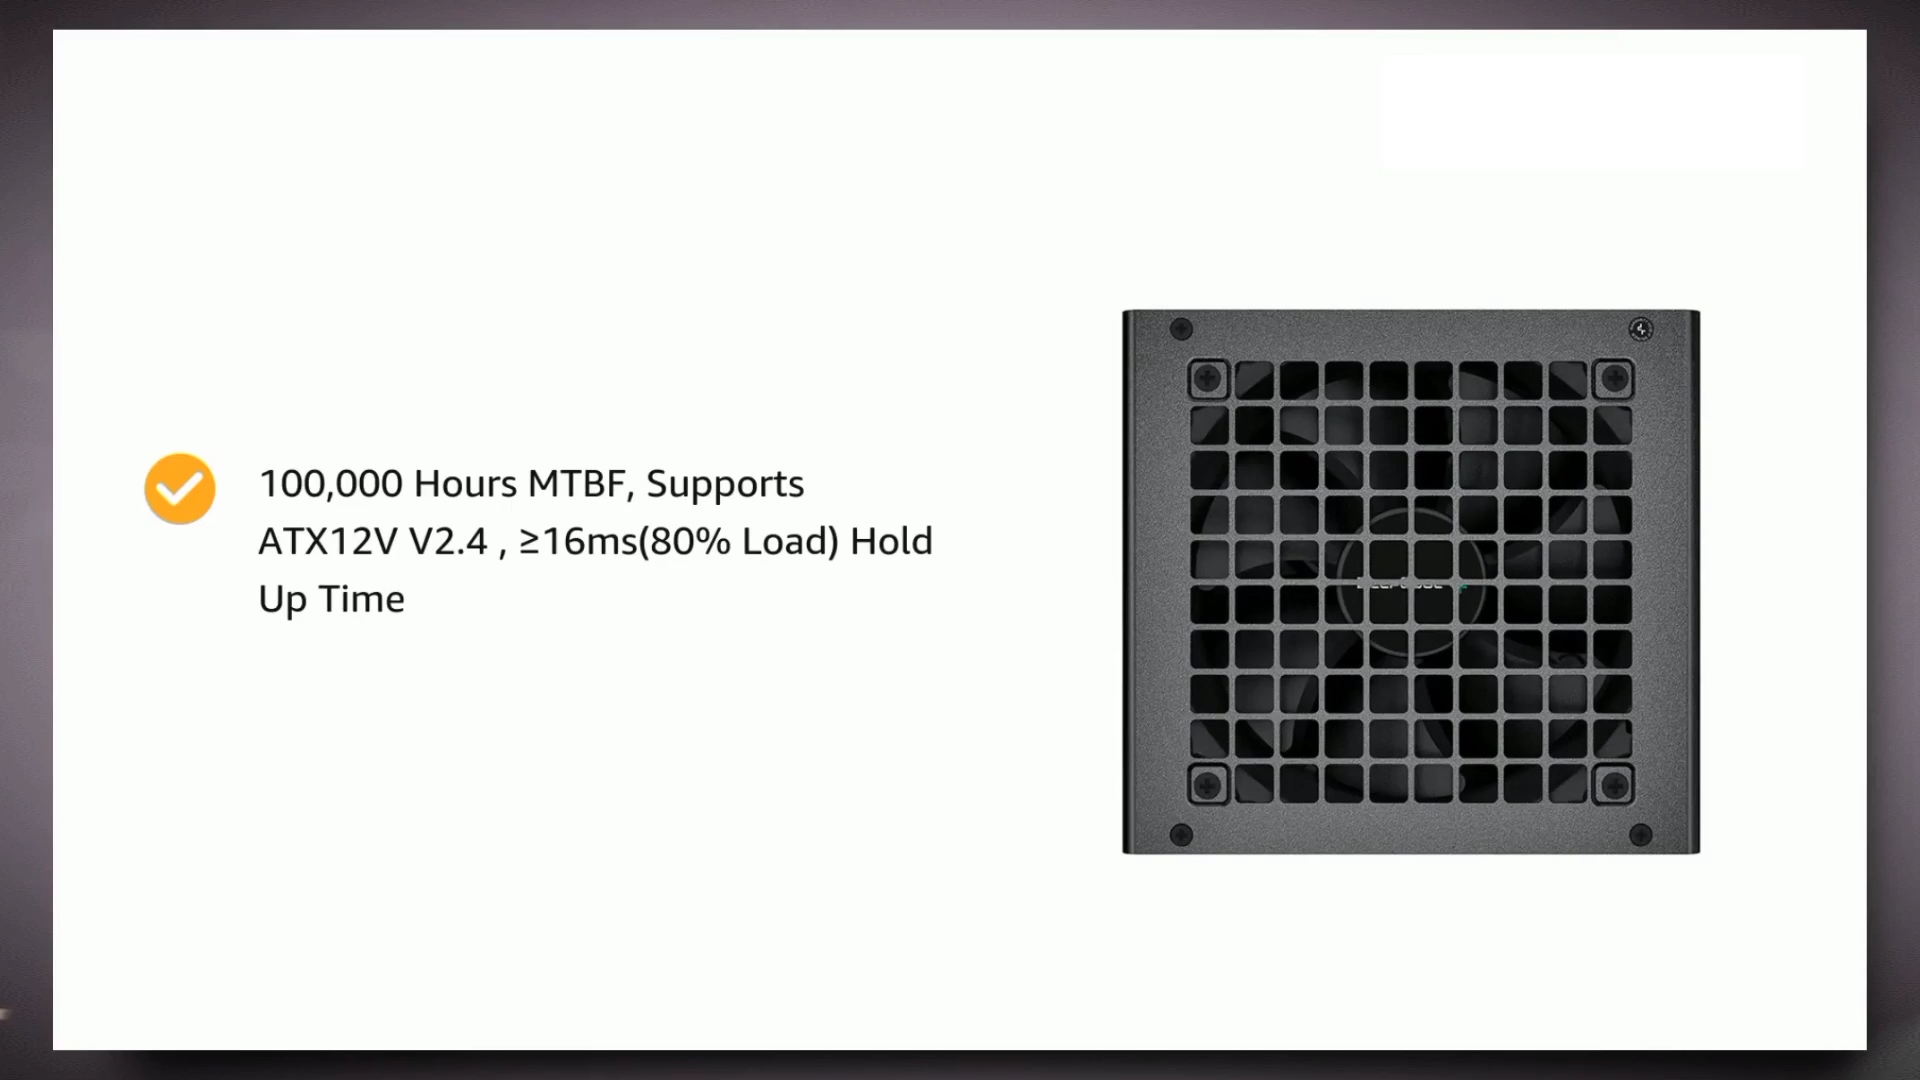 100,000 Hours MTBF, Supports
ATX12V V2.4 , ≥16ms(80% Load) Hold
Up Time